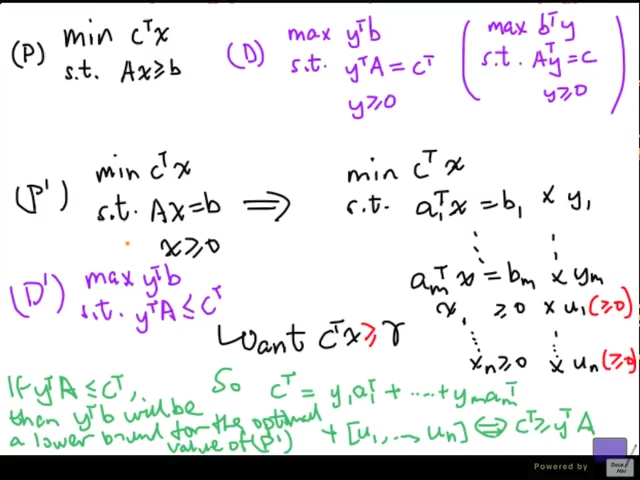 (P) min cᵀx
s.t. Ax ≥ b
(D) max yᵀb
s.t. yᵀA = cᵀ
y ≥ 0
( max bᵀy
s.t. Aᵀy = c
y ≥ 0 )
(P') min cᵀx
s.t. Ax = b
x ≥ 0
⟹
min cᵀx
s.t. a₁ᵀx = b₁ × y₁
⋮ ⋮
aₘᵀx = bₘ × yₘ
x₁ ≥ 0 × u₁ (≥0)
⋮ ⋮
xₙ ≥ 0 × uₙ (≥0)
(D') max yᵀb
s.t. yᵀA ≤ cᵀ
Want cᵀx ≥ r
If yᵀA ≤ cᵀ,
than yᵀb will be
a lower bound for the optimal
value of (P')
So cᵀ = y₁a₁ᵀ + ⋯ + yₘaₘᵀ
+ [u₁, ⋯, uₙ] ⟺ cᵀ ≥ yᵀA
Powered by